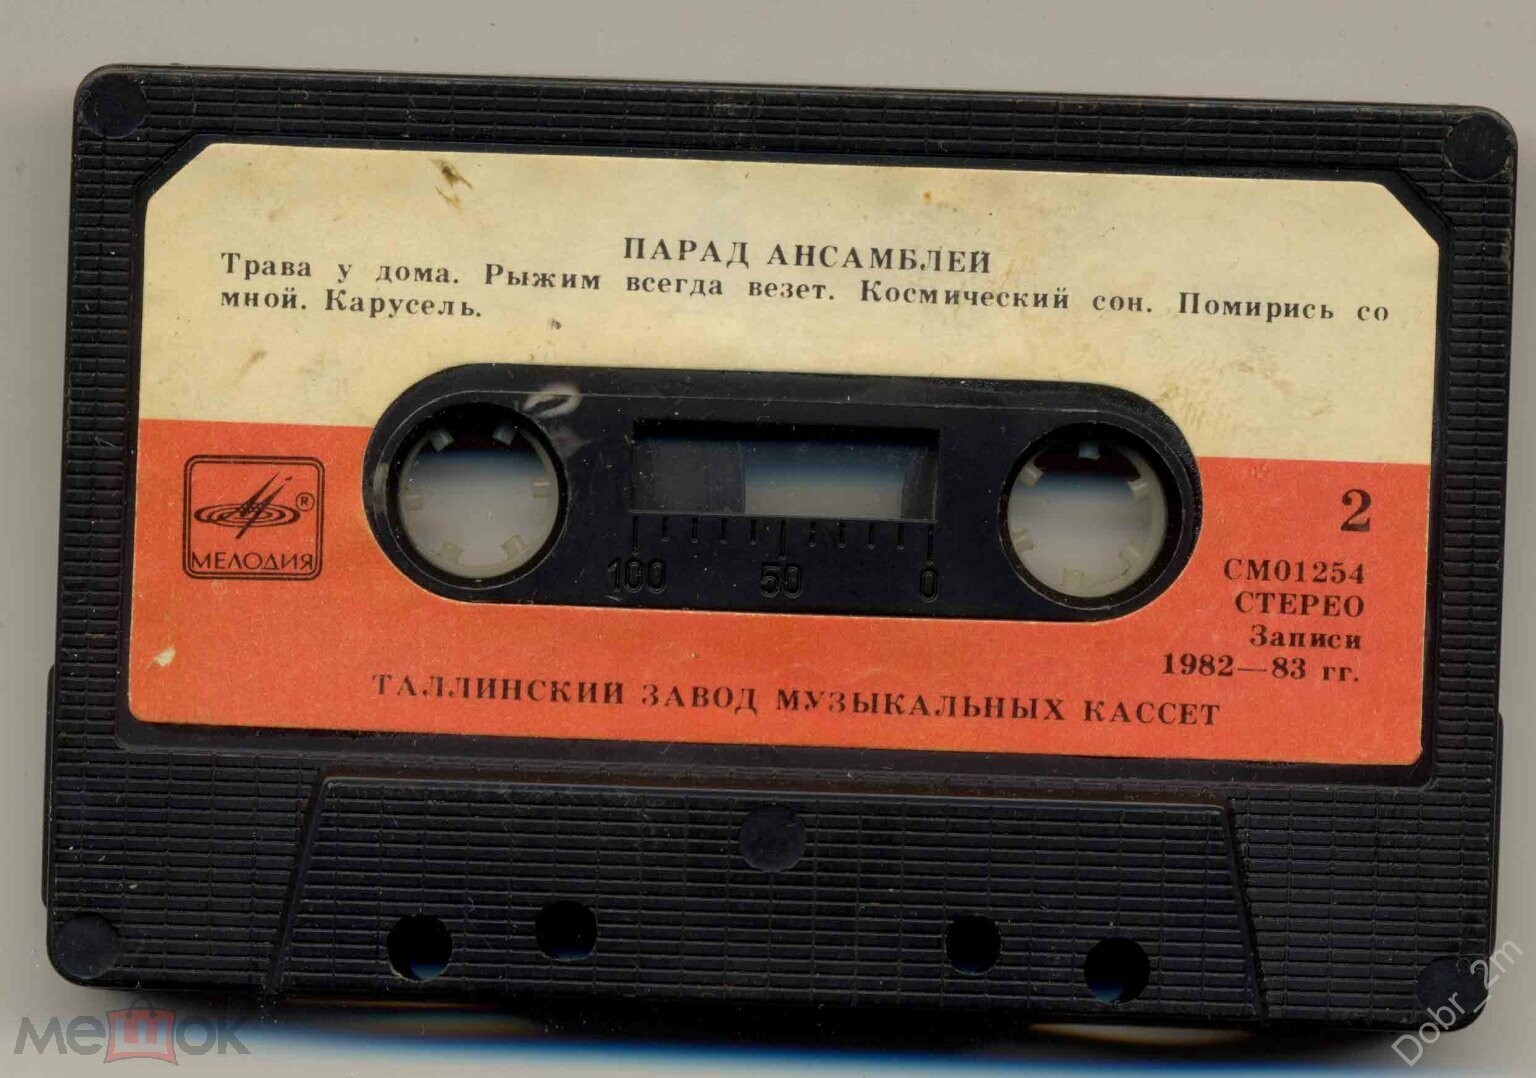 ПАРАД АНСАМБЛЕЙ
Трава у дома. Рыжим всегда везет. Космический сон. Помирись со
мной. Карусель.
МЕЛОДИЯ
®
100 50 0
2
СМ01254
СТЕРЕО
Записи
1982—83 гг.
ТАЛЛИНСКИЙ ЗАВОД МУЗЫКАЛЬНЫХ КАССЕТ
мешок
Dobr_2m